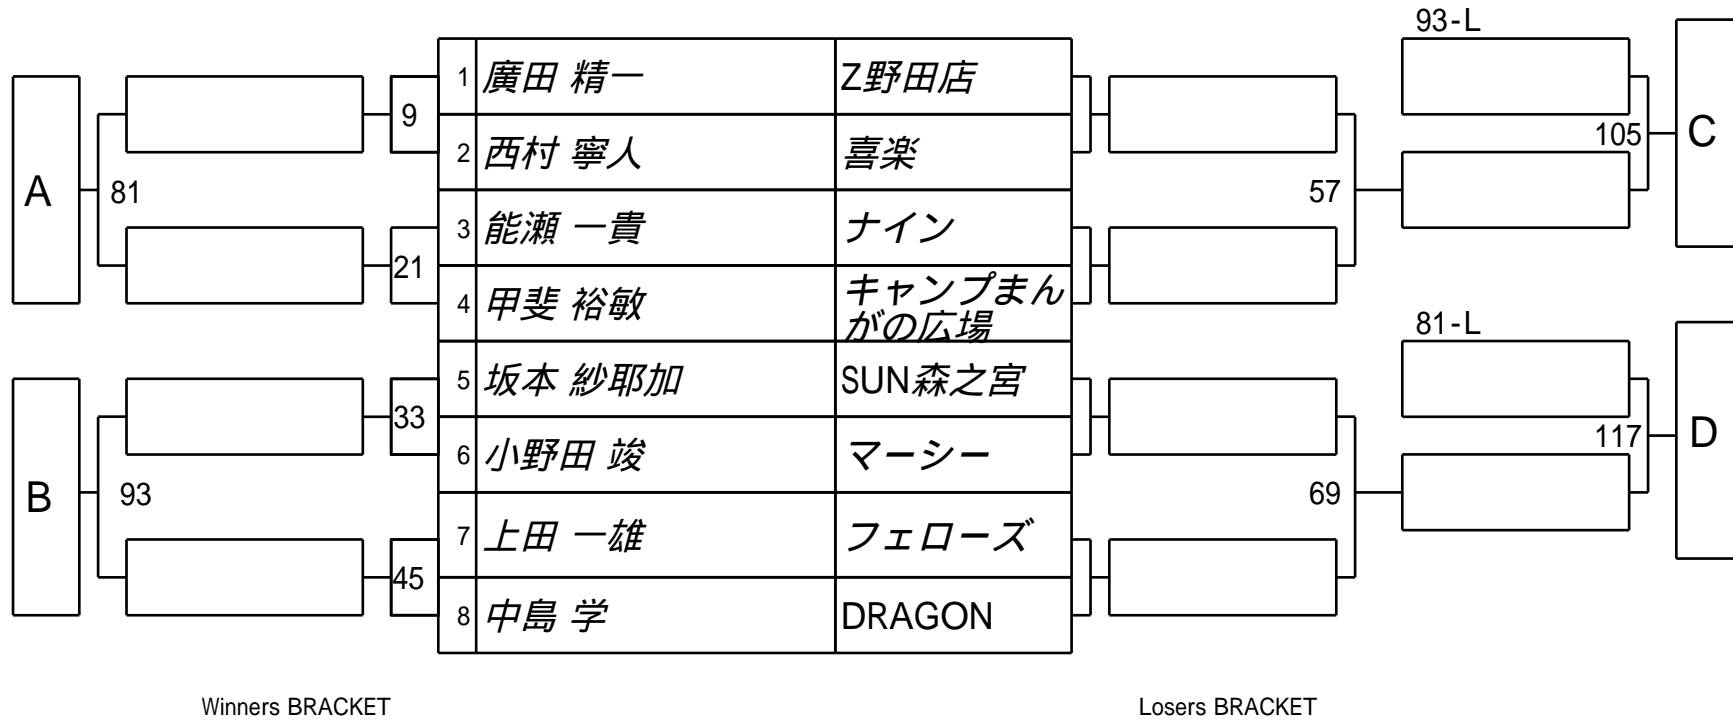 93-L
1 廣田 精一 Z野田店
9
2 西村 寧人 喜楽
105
C
A
81
3 能瀬 一貴 ナイン
57
21
4 甲斐 裕敏 キャンプまん
がの広場
81-L
5 坂本 紗耶加 SUN森之宮
33
6 小野田 竣 マーシー
117
D
B
93
69
7 上田 一雄 フェローズ
45
8 中島 学 DRAGON
Winners BRACKET
Losers BRACKET